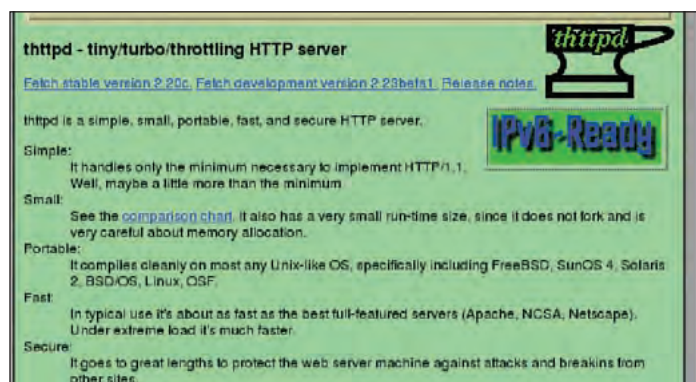 thttpd
thttpd - tiny/turbo/throttling HTTP server
Fetch stable version 2.20c. Fetch development version 2.23beta1. Release notes.
IPv6-Ready
thttpd is a simple, small, portable, fast, and secure HTTP server.
Simple:
It handles only the minimum necessary to implement HTTP/1.1.
Well, maybe a little more than the minimum.
Small:
See the comparison chart. It also has a very small run-time size, since it does not fork and is
very careful about memory allocation.
Portable:
It compiles cleanly on most any Unix-like OS, specifically including FreeBSD, SunOS 4, Solaris
2, BSD/OS, Linux, OSF.
Fast:
In typical use it's about as fast as the best full-featured servers (Apache, NCSA, Netscape).
Under extreme load it's much faster.
Secure:
It goes to great lengths to protect the web server machine against attacks and breakins from
other sites.